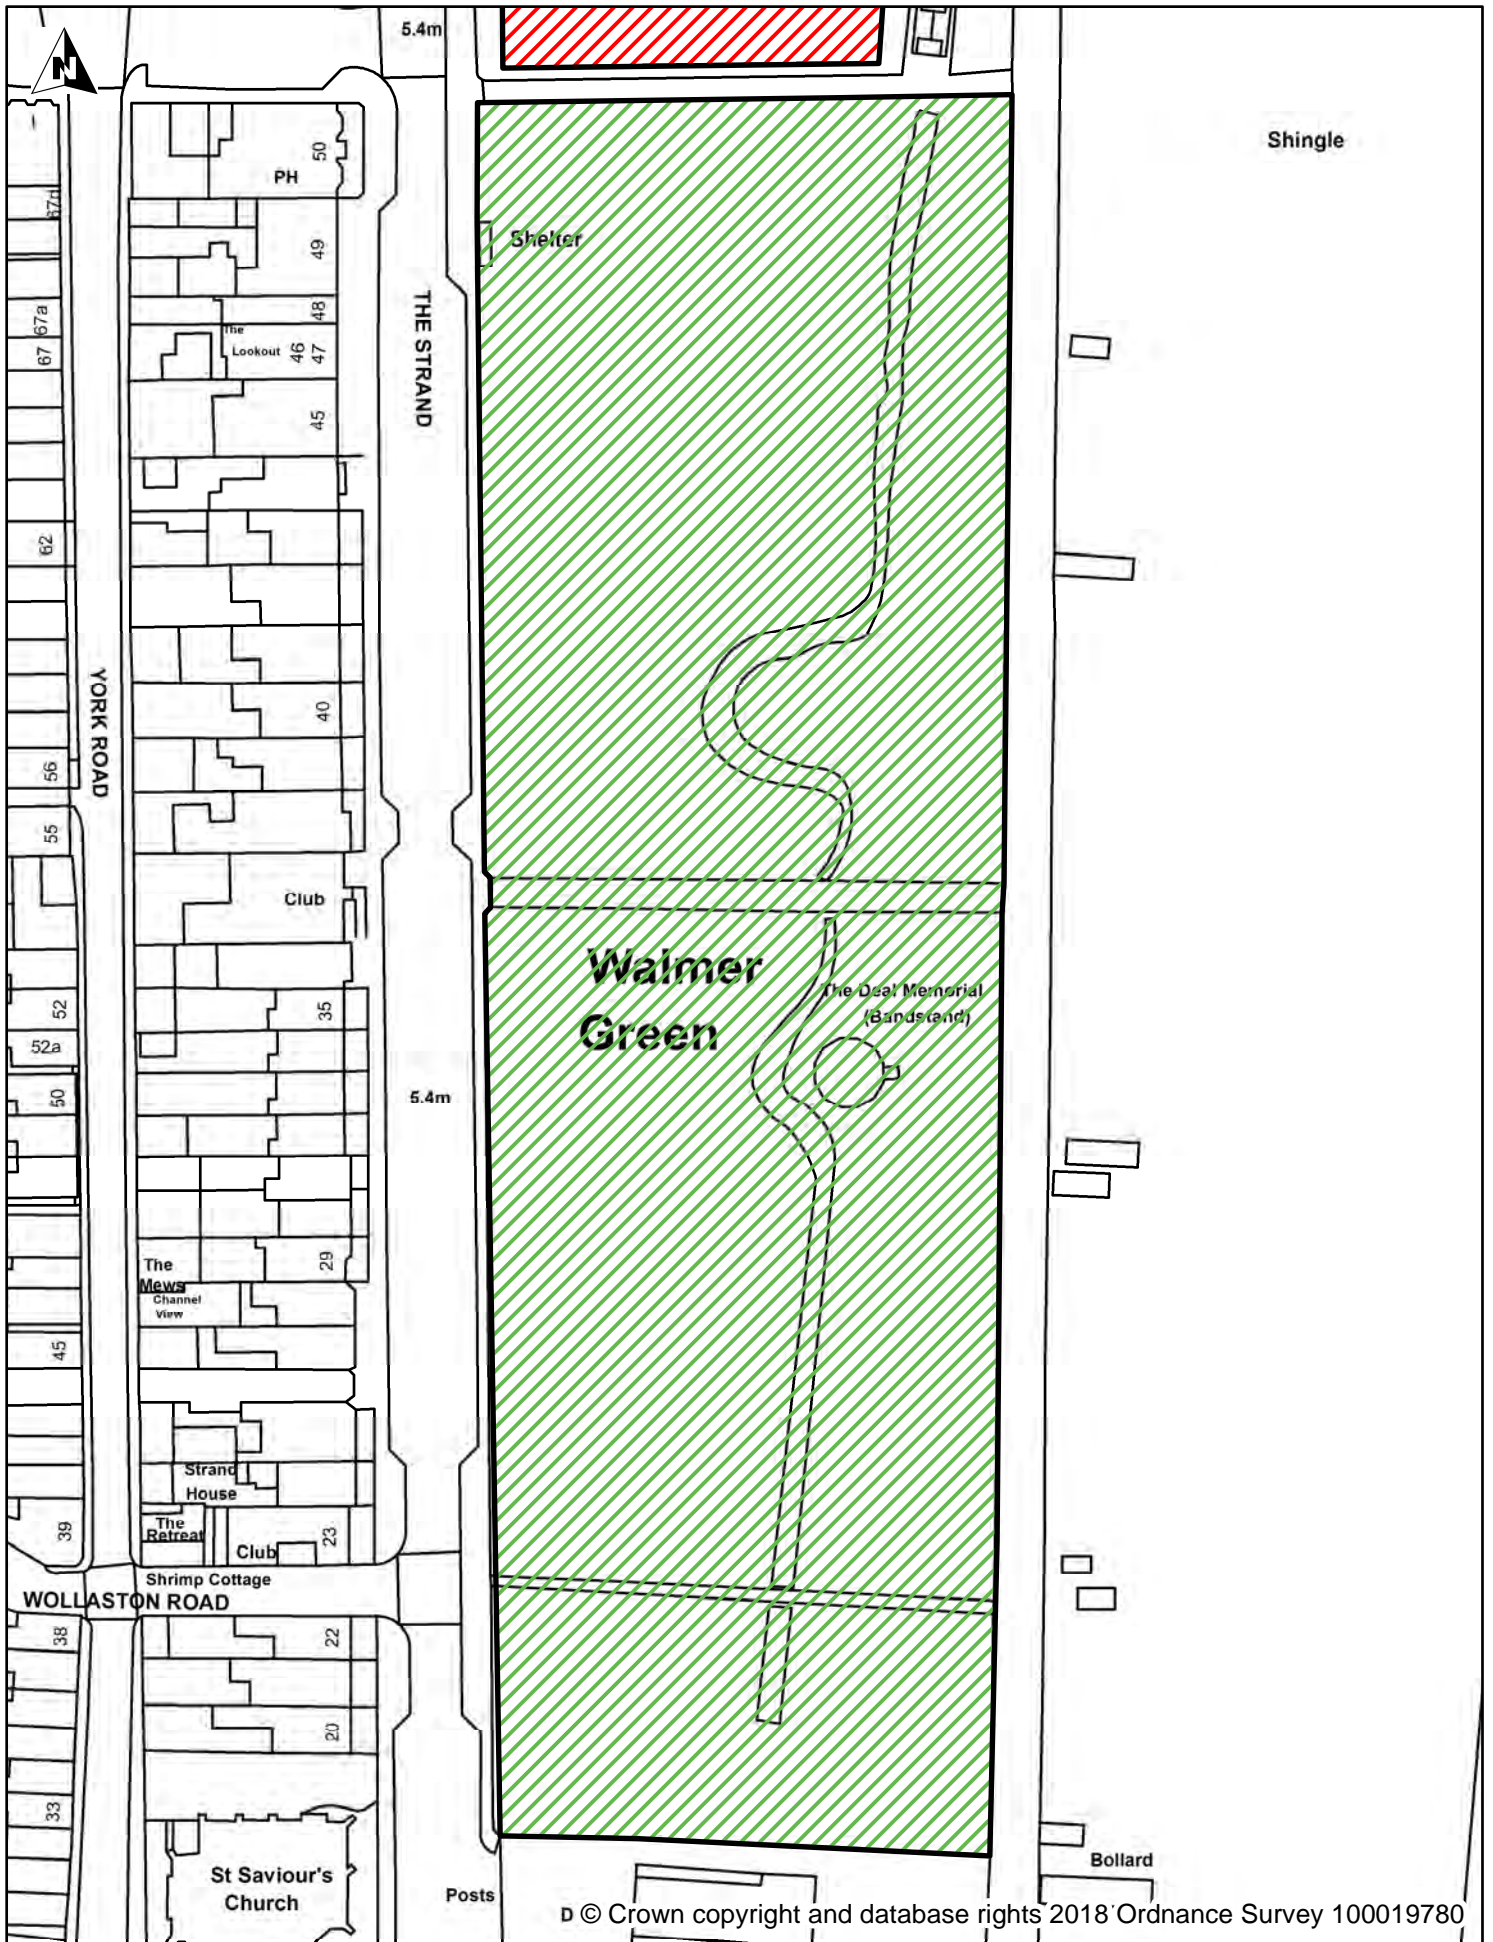 5.4m
N
Shingle
50
PH
67d
Shelter
49
67a
48
The
Lookout
46
47
67
THE STRAND
45
62
40
YORK ROAD
56
55
Club
Walmer
Green
The Deal Memorial
(Bandstand)
52
35
52a
50
5.4m
29
The
Mews
Channel
View
45
Strand
House
The
Retreat
23
39
Club
Shrimp Cottage
WOLLASTON ROAD
38
22
20
33
St Saviour's
Church
Posts
Bollard
D © Crown copyright and database rights 2018 Ordnance Survey 100019780